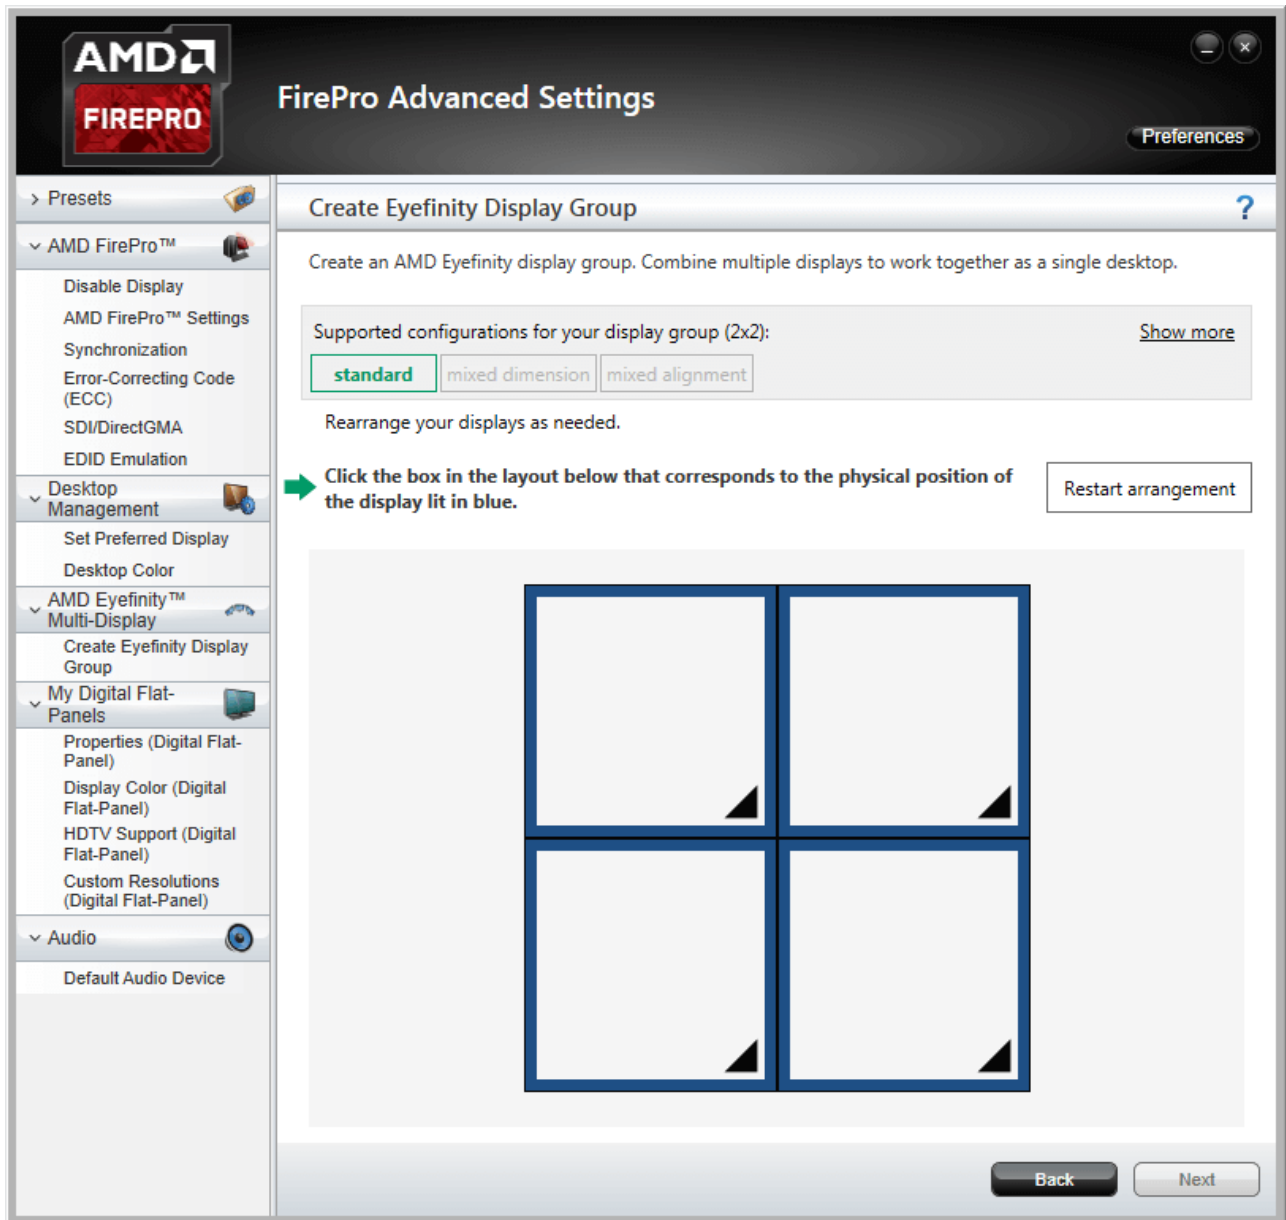 AMD
FIREPRO
FirePro Advanced Settings
Preferences
Presets
AMD FirePro™
Disable Display
AMD FirePro™ Settings
Synchronization
Error-Correcting Code
(ECC)
SDI/DirectGMA
EDID Emulation
Desktop
Management
Set Preferred Display
Desktop Color
AMD Eyefinity™
Multi-Display
Create Eyefinity Display
Group
My Digital Flat-
Panels
Properties (Digital Flat-
Panel)
Display Color (Digital
Flat-Panel)
HDTV Support (Digital
Flat-Panel)
Custom Resolutions
(Digital Flat-Panel)
Audio
Default Audio Device
Create Eyefinity Display Group
?
Create an AMD Eyefinity display group. Combine multiple displays to work together as a single desktop.
Supported configurations for your display group (2x2):
Show more
standard
mixed dimension
mixed alignment
Rearrange your displays as needed.
Click the box in the layout below that corresponds to the physical position of
the display lit in blue.
Restart arrangement
Back
Next